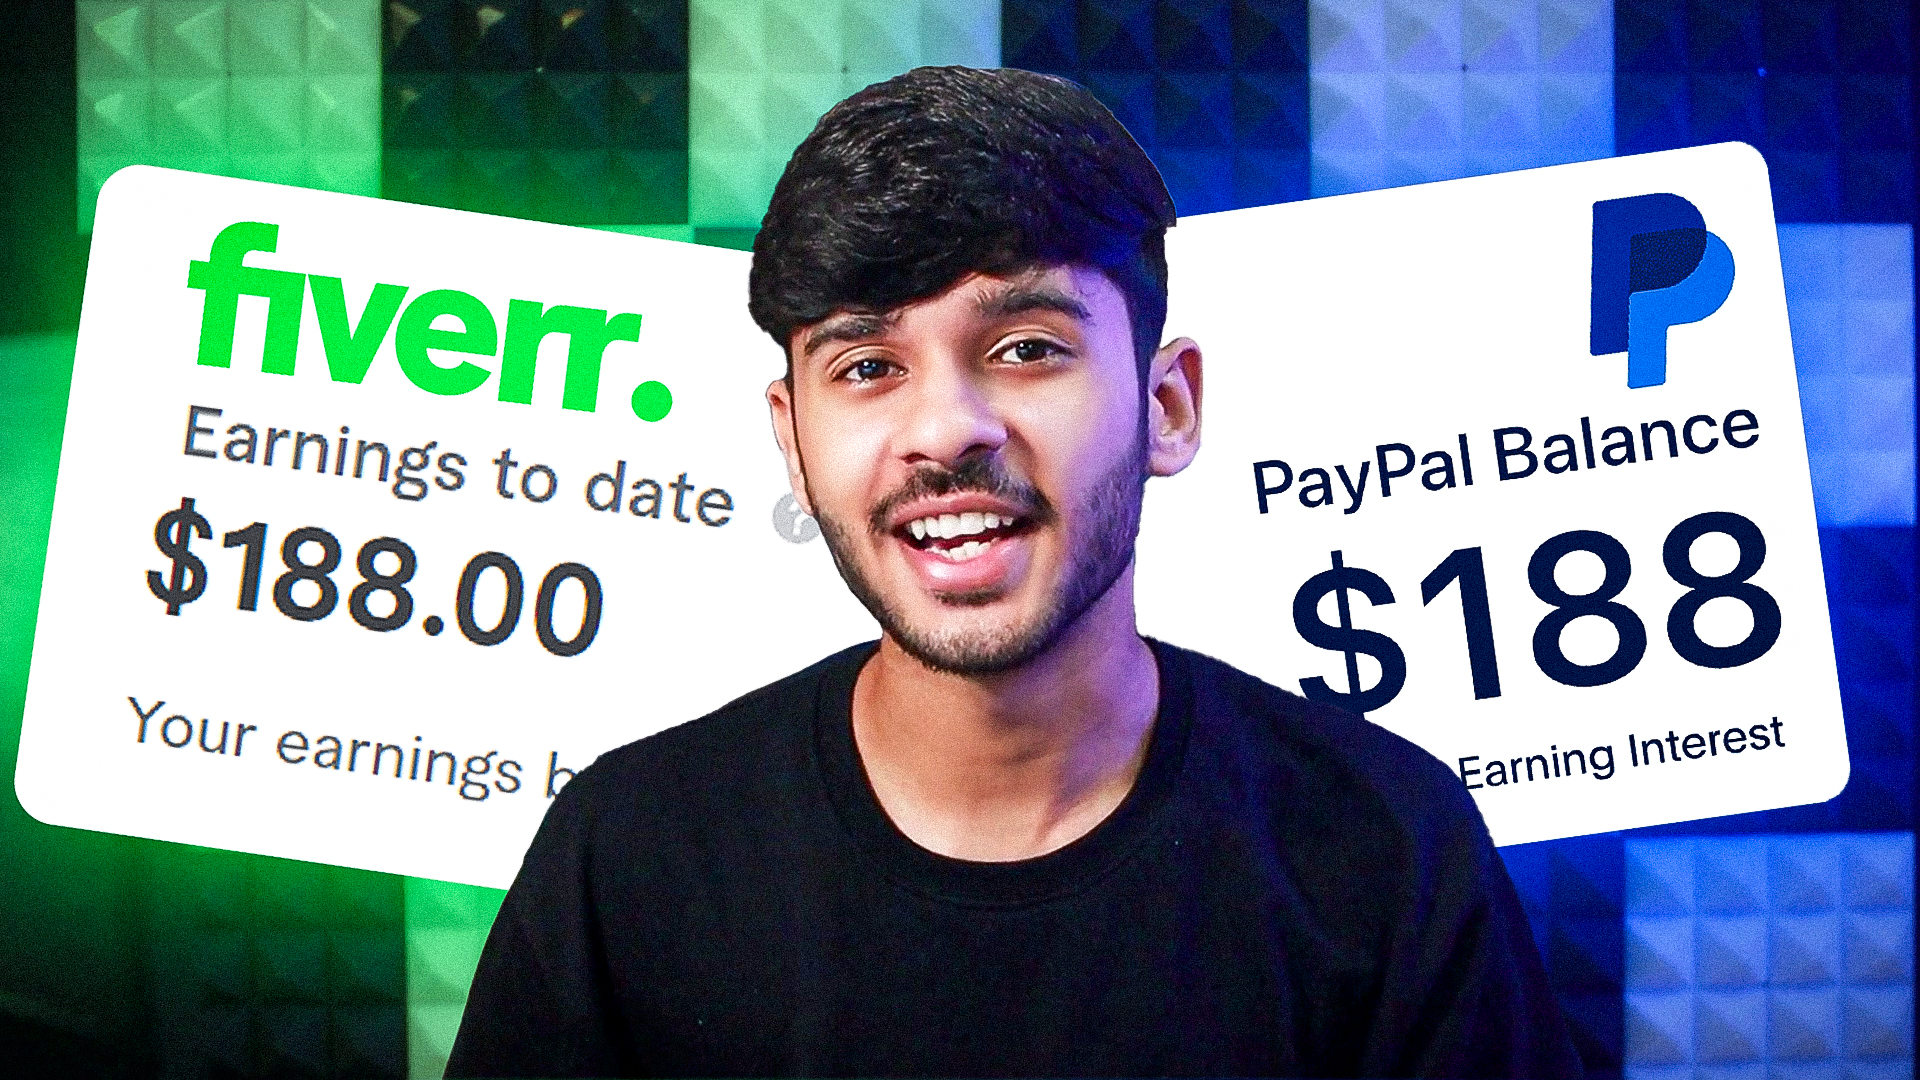 fiverr.
Earnings to date
?
$188.00
Your earnings
PayPal Balance
$188
Earning Interest